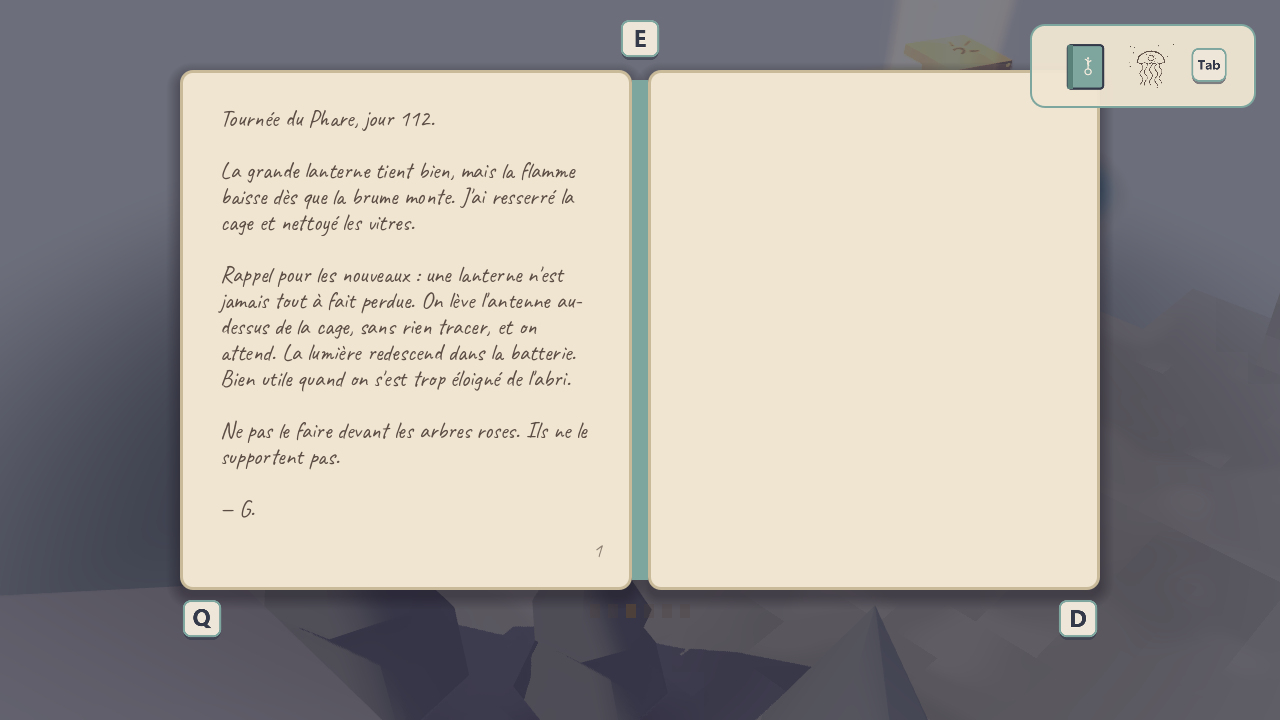 E
Tab
Tournée du Phare, jour 112.
La grande lanterne tient bien, mais la flamme
baisse dès que la brume monte. J'ai resserré la
cage et nettoyé les vitres.
Rappel pour les nouveaux : une lanterne n'est
jamais tout à fait perdue. On lève l'antenne au-
dessus de la cage, sans rien tracer, et on
attend. La lumière redescend dans la batterie.
Bien utile quand on s'est trop éloigné de l'abri.
Ne pas le faire devant les arbres roses. Ils ne le
supportent pas.
— G.
1
Q
D